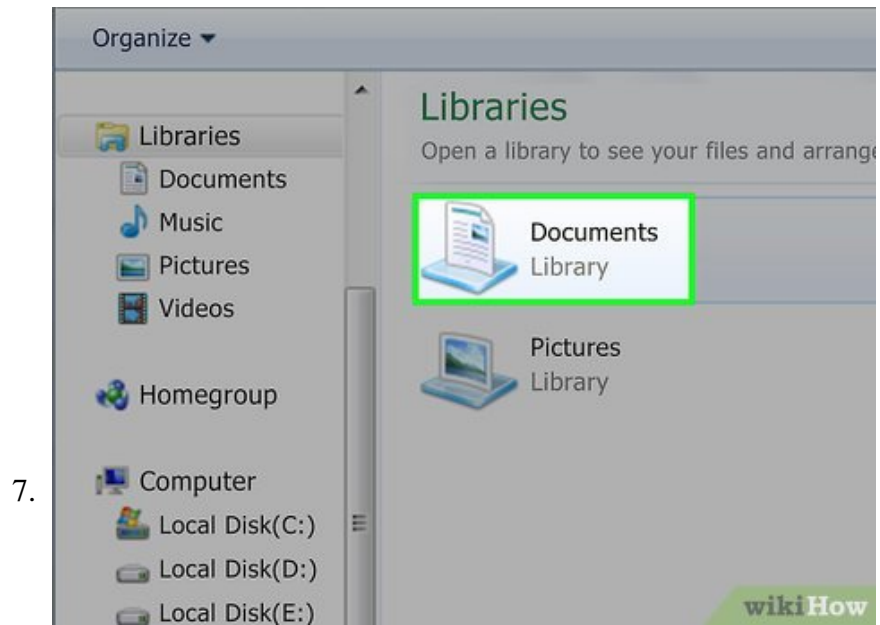 Organize
Libraries
Documents
Music
Pictures
Videos
Homegroup
7.
Computer
Local Disk(C:)
Local Disk(D:)
Local Disk(E:)
Libraries
Open a library to see your files and arrange
Documents
Library
Pictures
Library
wikiHow